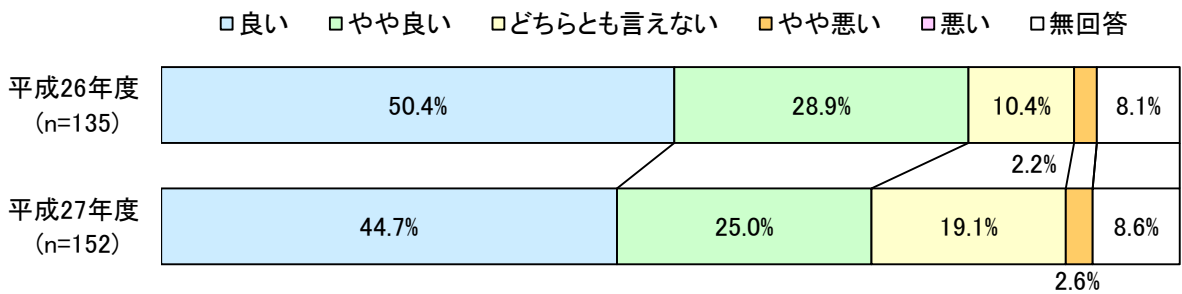 良い やや良い どちらとも言えない やや悪い 悪い 無回答
平成26年度
(n=135)
50.4% 28.9% 10.4% 8.1%
2.2%
平成27年度
(n=152)
44.7% 25.0% 19.1% 8.6%
2.6%